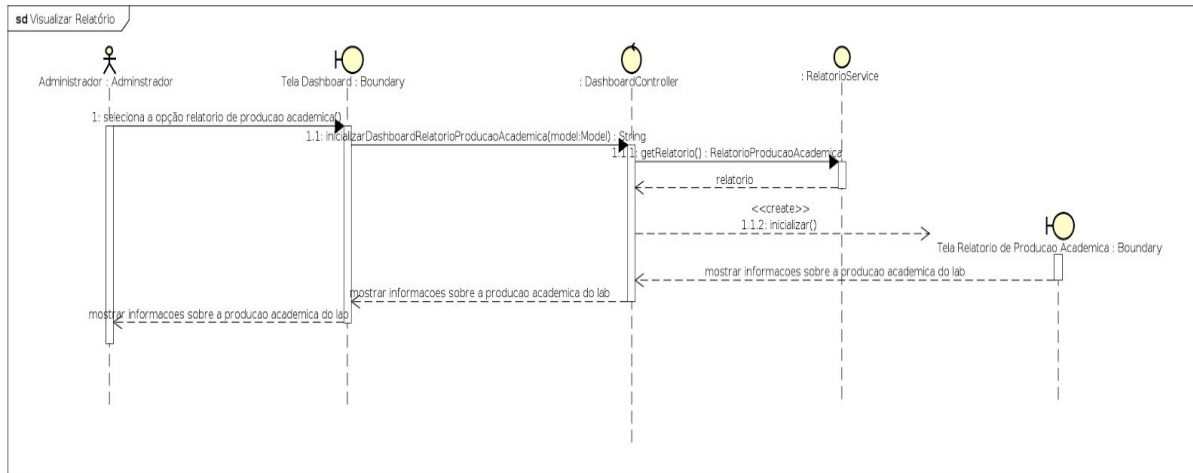 sd Visualizar Relatório
Administrador : Adminstrador
Tela Dashboard : Boundary
: DashboardController
: RelatorioService
1: seleciona a opção relatorio de producao academica()
1.1: inicializarDashboardRelatorioProducaoAcademica(model:Model) : String
1.1.1: getRelatorio() : RelatorioProducaoAcademica
relatorio
<<create>>
1.1.2: inicializar()
Tela Relatorio de Producao Academica : Boundary
mostrar informacoes sobre a producao academica do lab
mostrar informacoes sobre a producao academica do lab
mostrar informacoes sobre a producao academica do lab